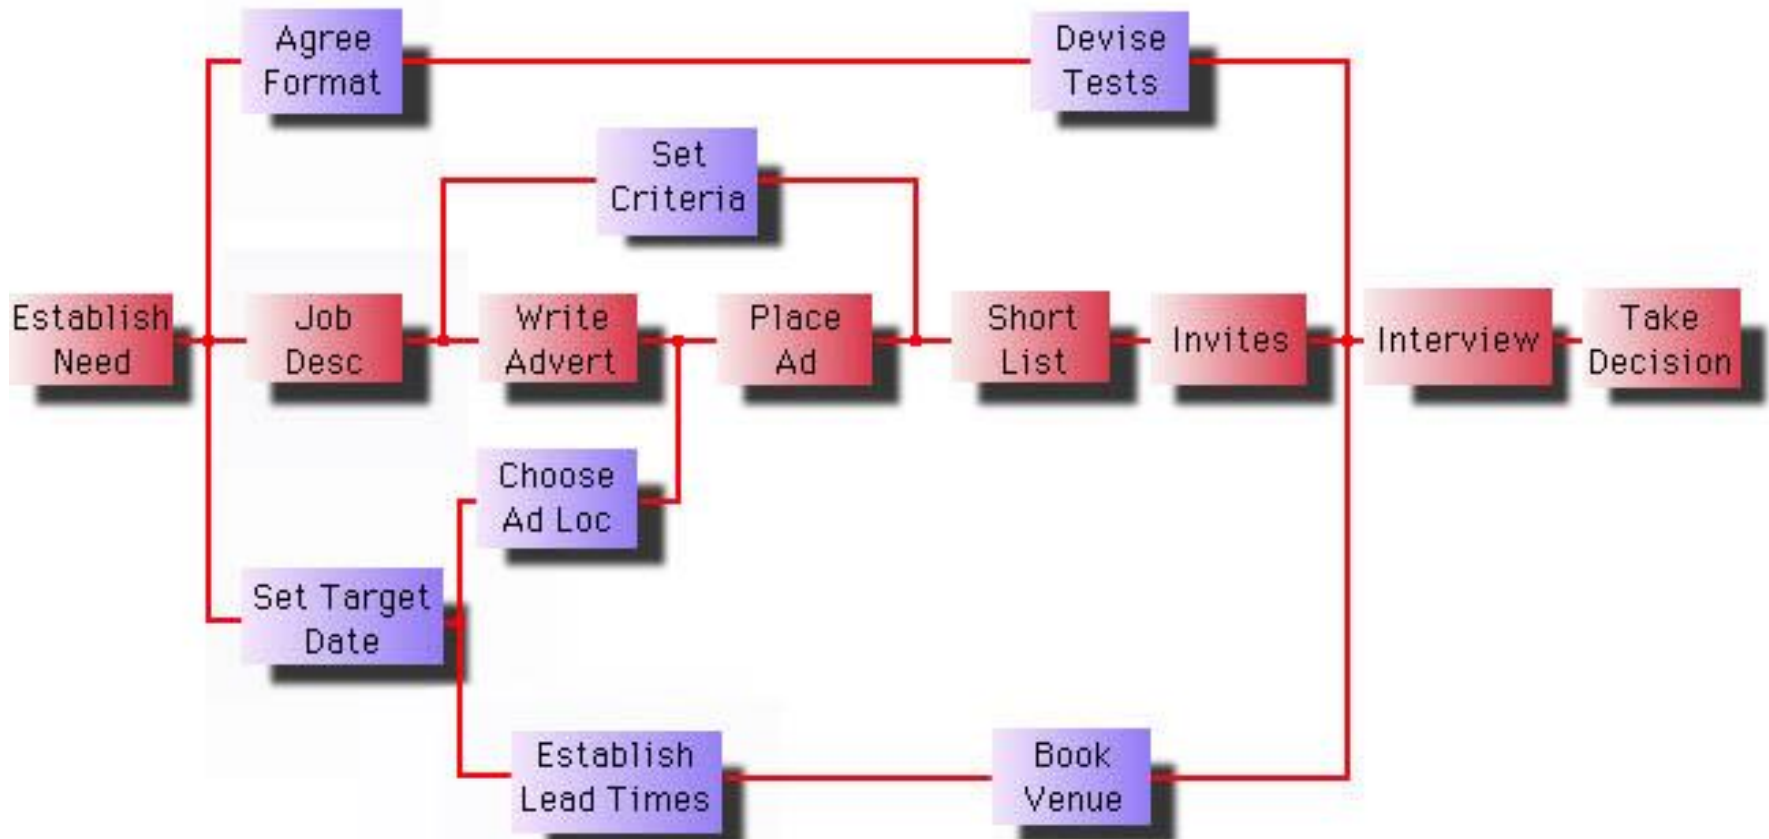 Agree
Format
Devise
Tests
Set
Criteria
Establish
Need
Job
Desc
Write
Advert
Place
Ad
Short
List
Invites
Interview
Take
Decision
Choose
Ad Loc
Set Target
Date
Establish
Lead Times
Book
Venue